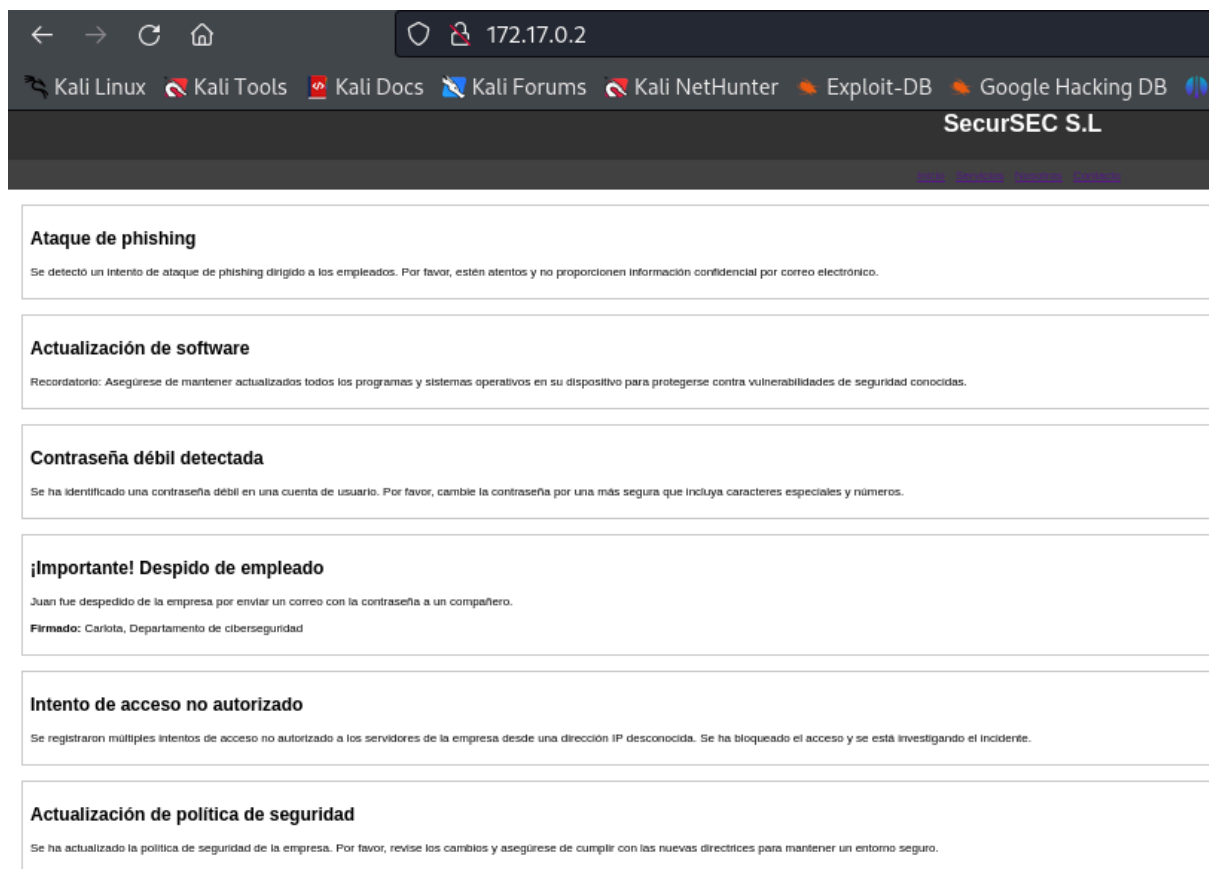 172.17.0.2
Kali Linux Kali Tools Kali Docs Kali Forums Kali NetHunter Exploit-DB Google Hacking DB
SecurSEC S.L
Ataque de phishing
Se detectó un intento de ataque de phishing dirigido a los empleados. Por favor, estén atentos y no proporcionen información confidencial por correo electrónico.
Actualización de software
Recordatorio: Asegúrese de mantener actualizados todos los programas y sistemas operativos en su dispositivo para protegerse contra vulnerabilidades de seguridad conocidas.
Contraseña débil detectada
Se ha identificado una contraseña débil en una cuenta de usuario. Por favor, cambie la contraseña por una más segura que incluya caracteres especiales y números.
¡Importante! Despido de empleado
Juan fue despedido de la empresa por enviar un correo con la contraseña a un compañero.
Firmado: Carlota, Departamento de ciberseguridad
Intento de acceso no autorizado
Se registraron múltiples intentos de acceso no autorizado a los servidores de la empresa desde una dirección IP desconocida. Se ha bloqueado el acceso y se está investigando el incidente.
Actualización de política de seguridad
Se ha actualizado la política de seguridad de la empresa. Por favor, revise los cambios y asegúrese de cumplir con las nuevas directrices para mantener un entorno seguro.